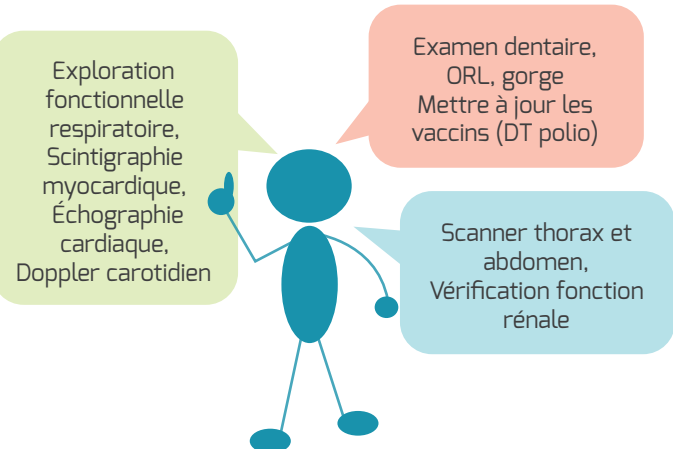 Exploration
fonctionnelle
respiratoire,
Scintigraphie
myocardique,
Échographie
cardiaque,
Doppler carotidien
Examen dentaire,
ORL, gorge
Mettre à jour les
vaccins (DT polio)
Scanner thorax et
abdomen,
Vérification fonction
rénale